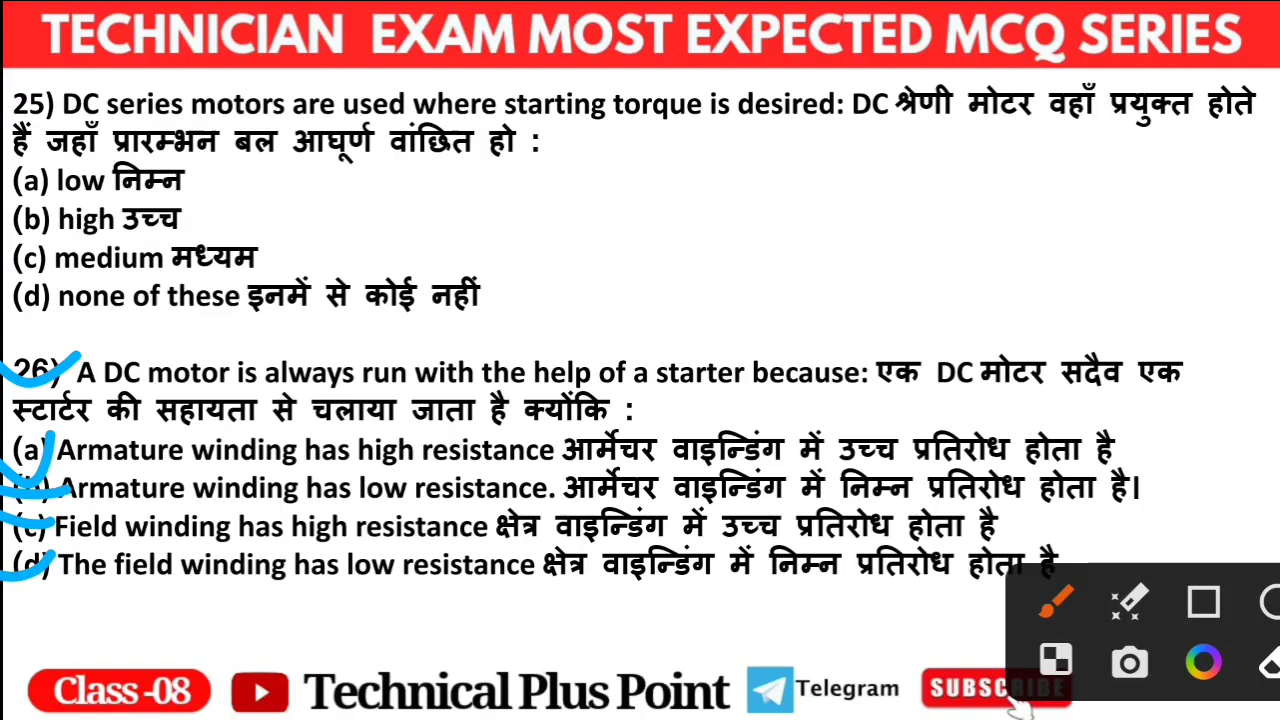 TECHNICIAN EXAM MOST EXPECTED MCQ SERIES
25) DC series motors are used where starting torque is desired: DC श्रेणी मोटर वहाँ प्रयुक्त होते
हैं जहाँ प्रारम्भन बल आघूर्ण वांछित हो :
(a) low निम्न
(b) high उच्च
(c) medium मध्यम
(d) none of these इनमें से कोई नहीं
26) A DC motor is always run with the help of a starter because: एक DC मोटर सदैव एक
स्टार्टर की सहायता से चलाया जाता है क्योंकि :
(a) Armature winding has high resistance आर्मेचर वाइन्डिंग में उच्च प्रतिरोध होता है
(b) Armature winding has low resistance. आर्मेचर वाइन्डिंग में निम्न प्रतिरोध होता है।
(c) Field winding has high resistance क्षेत्र वाइन्डिंग में उच्च प्रतिरोध होता है
(d) The field winding has low resistance क्षेत्र वाइन्डिंग में निम्न प्रतिरोध होता है
Class -08 Technical Plus Point Telegram SUBSCRIBE